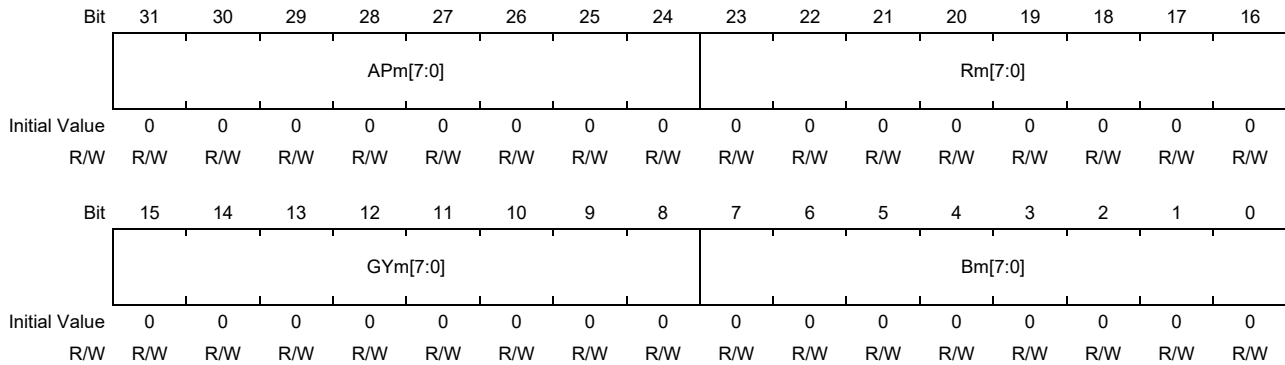 Bit 31 30 29 28 27 26 25 24 23 22 21 20 19 18 17 16
APm[7:0] Rm[7:0]
Initial Value 0 0 0 0 0 0 0 0 0 0 0 0 0 0 0 0
R/W R/W R/W R/W R/W R/W R/W R/W R/W R/W R/W R/W R/W R/W R/W R/W R/W
Bit 15 14 13 12 11 10 9 8 7 6 5 4 3 2 1 0
GYm[7:0] Bm[7:0]
Initial Value 0 0 0 0 0 0 0 0 0 0 0 0 0 0 0 0
R/W R/W R/W R/W R/W R/W R/W R/W R/W R/W R/W R/W R/W R/W R/W R/W R/W